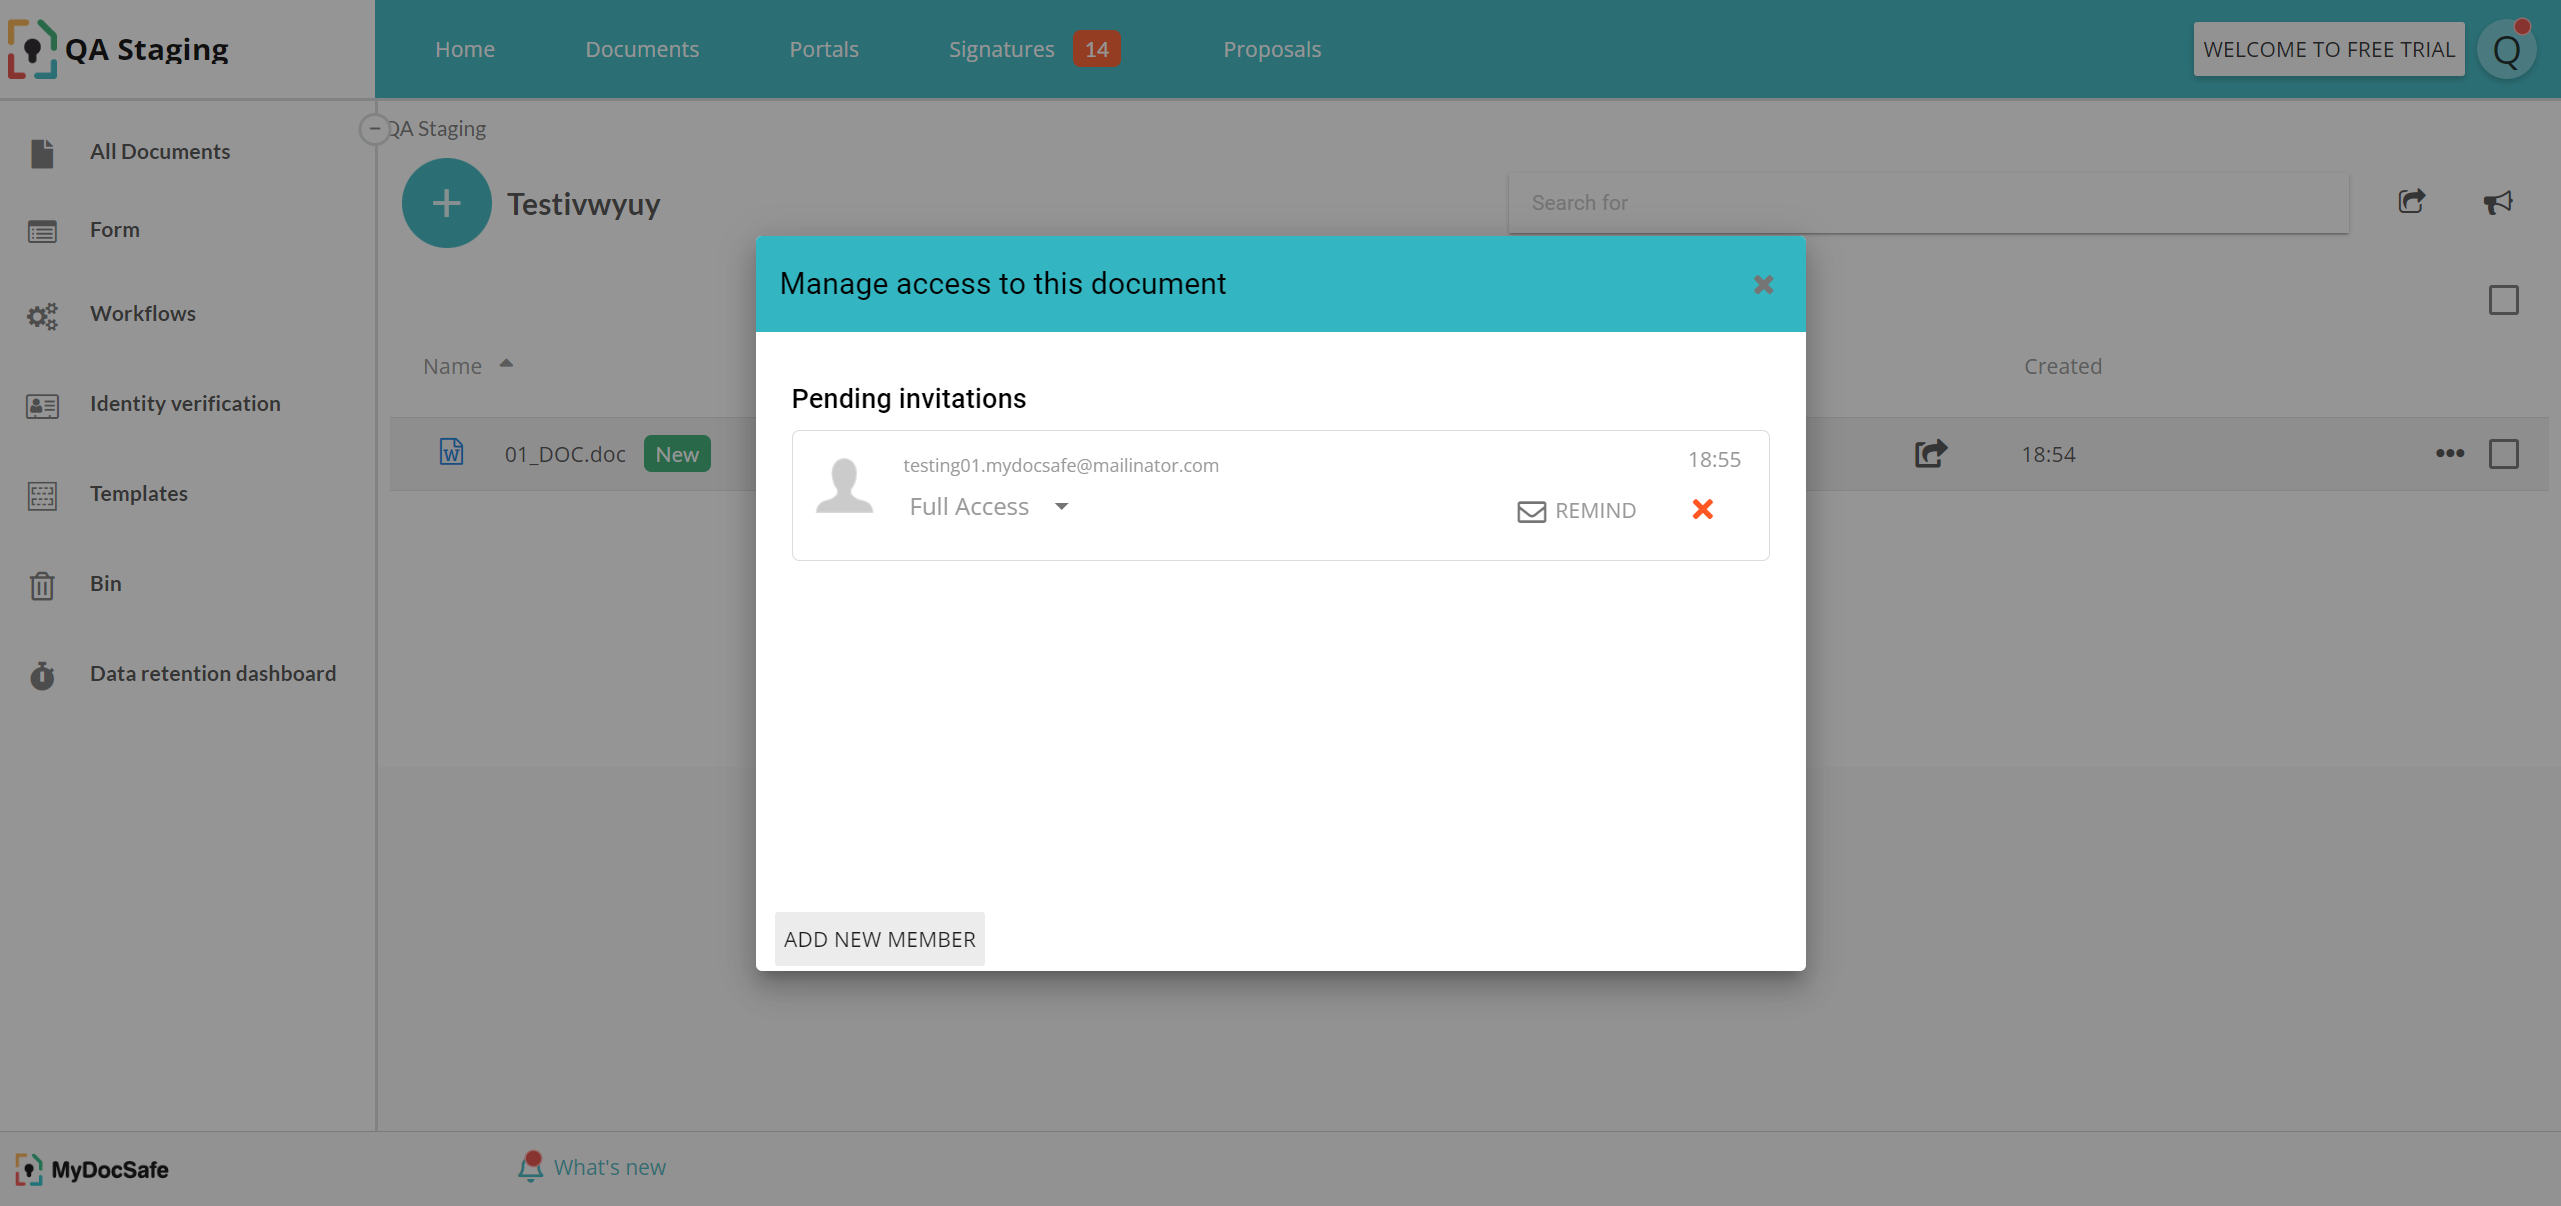 QA Staging
Home
Documents
Portals
Signatures
14
Proposals
WELCOME TO FREE TRIAL
Q
All Documents
Form
Workflows
Identity verification
Templates
Bin
Data retention dashboard
QA Staging
Testivwyuy
Search for
Name
Created
01_DOC.doc
New
18:54
Manage access to this document
Pending invitations
testing01.mydocsafe@mailinator.com
18:55
Full Access
REMIND
ADD NEW MEMBER
MyDocSafe
What's new